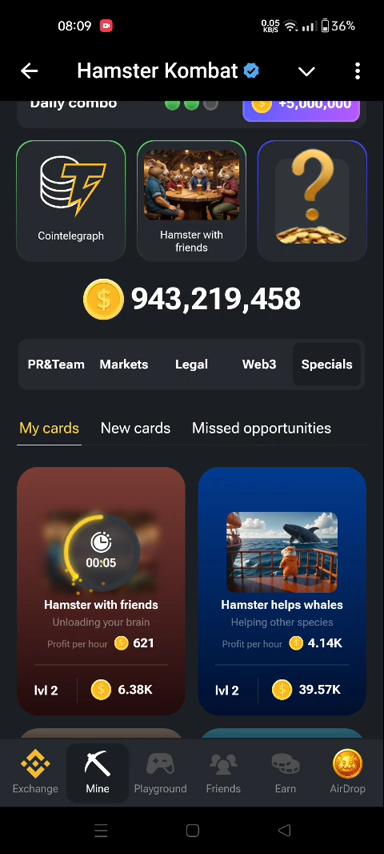 08:09
0.05 KB/S
36%
Hamster Kombat
Daily combo
+5,000,000
Cointelegraph
Hamster with
friends
943,219,458
PR&Team Markets Legal Web3 Specials
My cards New cards Missed opportunities
00:05
Hamster with friends
Unloading your brain
Profit per hour 621
lvl 2 6.38K
Hamster helps whales
Helping other species
Profit per hour 4.14K
lvl 2 39.57K
Exchange Mine Playground Friends Earn AirDrop